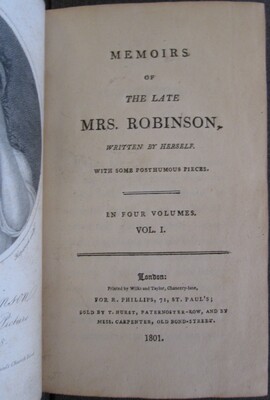 MEMOIRS
OF
THE LATE
MRS. ROBINSON,
WRITTEN BY HERSELF.
WITH SOME POSTHUMOUS PIECES.
IN FOUR VOLUMES.
VOL. I.
London:
Printed by Wilks and Taylor, Chancery-lane,
FOR R. PHILLIPS, 71, ST. PAUL'S;
SOLD BY T. HURST, PATERNOSTER-ROW, AND BY
MEIS. CARPENTER, OLD BOND-STREET.
1801.